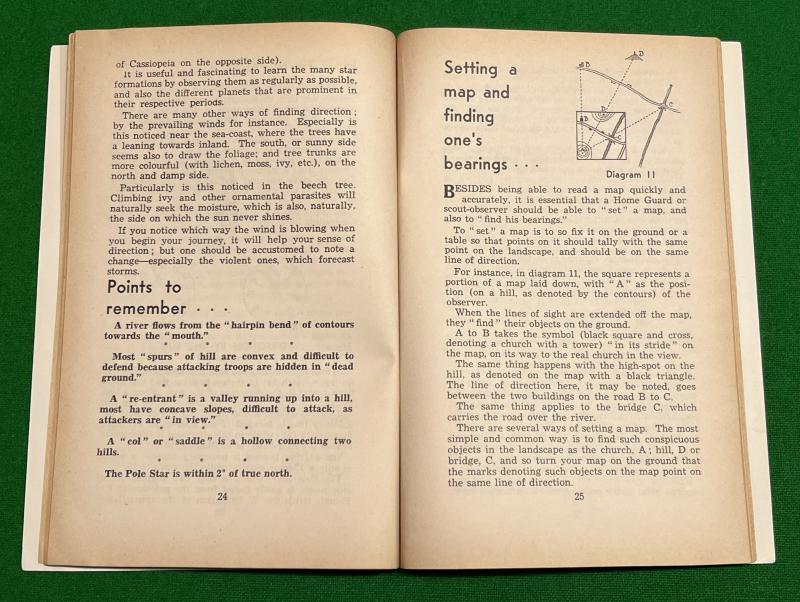 of Cassiopeia on the opposite side).
It is useful and fascinating to learn the many star
formations by observing them as regularly as possible,
and also the different planets that are prominent in
their respective periods.
There are many other ways of finding direction;
by the prevailing winds for instance. Especially is
this noticed near the sea-coast, where the trees have
a leaning towards inland. The south, or sunny side
seems also to draw the foliage; and tree trunks are
more colourful (with lichen, moss, ivy, etc.), on the
north and damp side.
Particularly is this noticed in the beech tree.
Climbing ivy and other ornamental parasites will
naturally seek the moisture, which is also, naturally,
the side on which the sun never shines.
If you notice which way the wind is blowing when
you begin your journey, it will help your sense of
direction; but one should be accustomed to note a
change—especially the violent ones, which forecast
storms.
Points to
remember . . .
A river flows from the "hairpin bend" of contours
towards the "mouth."
* * * *
Most "spurs" of hill are convex and difficult to
defend because attacking troops are hidden in "dead
ground."
* * * *
A "re-entrant" is a valley running up into a hill,
most have concave slopes, difficult to attack, as
attackers are "in view."
* * * *
A "col" or "saddle" is a hollow connecting two
hills.
* * * *
The Pole Star is within 2° of true north.
24
Setting a
map and
finding
one's
bearings . . .
D
B
C
D
B
C
A
Diagram 11
BESIDES being able to read a map quickly and
accurately, it is essential that a Home Guard or
scout-observer should be able to "set" a map, and
also to "find his bearings."
To "set" a map is to so fix it on the ground or a
table so that points on it should tally with the same
point on the landscape, and should be on the same
line of direction.
For instance, in diagram 11, the square represents a
portion of a map laid down, with "A" as the posi-
tion (on a hill, as denoted by the contours) of the
observer.
When the lines of sight are extended off the map,
they "find" their objects on the ground.
A to B takes the symbol (black square and cross,
denoting a church with a tower) "in its stride" on
the map, on its way to the real church in the view.
The same thing happens with the high-spot on the
hill, as denoted on the map with a black triangle.
The line of direction here, it may be noted, goes
between the two buildings on the road B to C.
The same thing applies to the bridge C, which
carries the road over the river.
There are several ways of setting a map. The most
simple and common way is to find such conspicuous
objects in the landscape as the church, A; hill, D or
bridge, C, and so turn your map on the ground that
the marks denoting such objects on the map point on
the same line of direction.
25